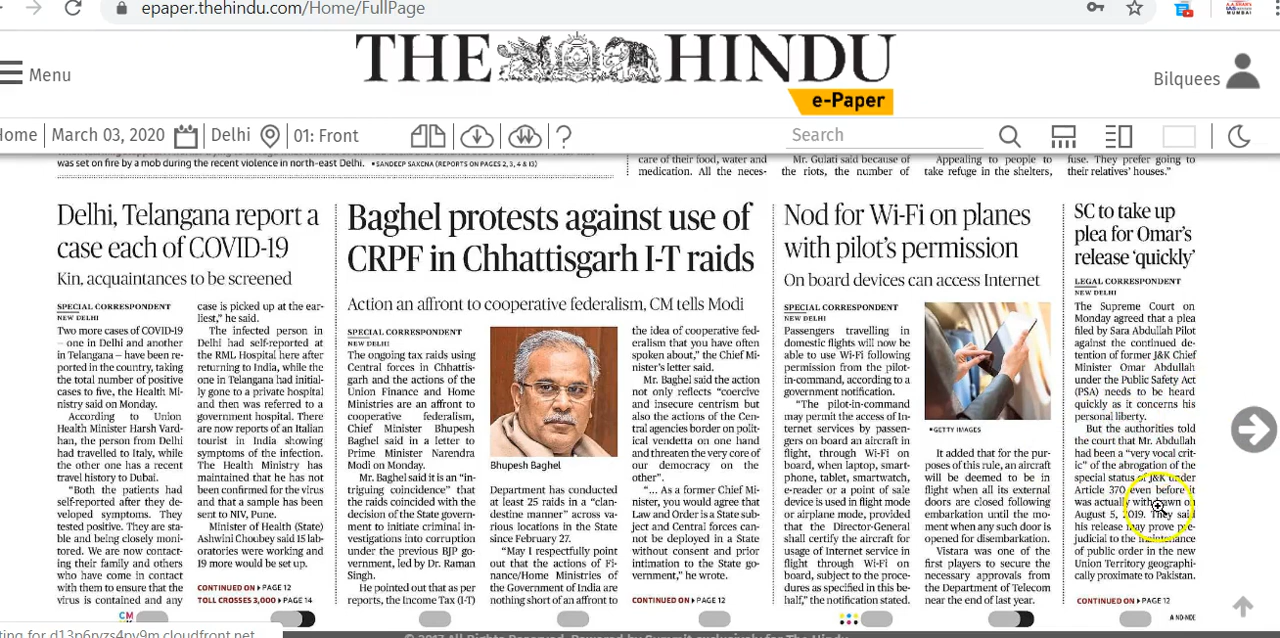 epaper.thehindu.com/Home/FullPage
Menu
THE HINDU
e-Paper
Bilquees
Home
March 03, 2020
Delhi
01: Front
Search
was set on fire by a mob during the recent violence in north-east Delhi. •SANDEEP SAXENA (REPORTS ON PAGES 2, 3, 4 & 13)
care of their food, water and
medication. All the neces-
Mr. Gulati said because of
the riots, the number of
Appealing to people to
take refuge in the shelters,
fuse. They prefer going to
their relatives' houses."
Delhi, Telangana report a
case each of COVID-19
Kin, acquaintances to be screened
SPECIAL CORRESPONDENT
NEW DELHI
Two more cases of COVID-19
— one in Delhi and another
in Telangana — have been re-
ported in the country, taking
the total number of positive
cases to five, the Health Mi-
nistry said on Monday.
According to Union
Health Minister Harsh Vard-
han, the person from Delhi
had travelled to Italy, while
the other one has a recent
travel history to Dubai.
"Both the patients had
self-reported after they de-
veloped symptoms. They
tested positive. They are sta-
ble and being closely moni-
tored. We are now contact-
ing their family and others
who have come in contact
with them to ensure that the
virus is contained and any
case is picked up at the ear-
liest," he said.
The infected person in
Delhi had self-reported at
the RML Hospital here after
returning to India, while the
one in Telangana had initial-
ly gone to a private hospital
and then was referred to a
government hospital. There
are now reports of an Italian
tourist in India showing
symptoms of the infection.
The Health Ministry has
maintained that he has not
been confirmed for the virus
and that a sample has been
sent to NIV, Pune.
Minister of Health (State)
Ashwini Choubey said 15 lab-
oratories were working and
19 more would be set up.
CONTINUED ON ▸ PAGE 12
TOLL CROSSES 3,000 ▸ PAGE 14
Baghel protests against use of
CRPF in Chhattisgarh I-T raids
Action an affront to cooperative federalism, CM tells Modi
SPECIAL CORRESPONDENT
NEW DELHI
The ongoing tax raids using
Central forces in Chhattis-
garh and the actions of the
Union Finance and Home
Ministries are an affront to
cooperative federalism,
Chief Minister Bhupesh
Baghel said in a letter to
Prime Minister Narendra
Modi on Monday.
Mr. Baghel said it is an "in-
triguing coincidence" that
the raids coincided with the
decision of the State govern-
ment to initiate criminal in-
vestigations into corruption
under the previous BJP go-
vernment, led by Dr. Raman
Singh.
He pointed out that as per
reports, the Income Tax (I-T)
Bhupesh Baghel
Department has conducted
at least 25 raids in a "clan-
destine manner" across va-
rious locations in the State
since February 27.
"May I respectfully point
out that the actions of Fi-
nance/Home Ministries of
the Government of India are
nothing short of an affront to
the idea of cooperative fed-
eralism that you have often
spoken about," the Chief Mi-
nister's letter said.
Mr. Baghel said the action
not only reflects "coercive
and insecure centrism but
also the actions of the Cen-
tral agencies border on poli-
tical vendetta on one hand
and threaten the very core of
our democracy on the
other".
"... As a former Chief Mi-
nister, you would agree that
Law and Order is a State sub-
ject and Central forces can-
not be deployed in a State
without consent and prior
intimation to the State go-
vernment," he wrote.
CONTINUED ON ▸ PAGE 12
Nod for Wi-Fi on planes
with pilot's permission
On board devices can access Internet
SPECIAL CORRESPONDENT
NEW DELHI
Passengers travelling in
domestic flights will now be
able to use Wi-Fi following
permission from the pilot-
in-command, according to a
government notification.
"The pilot-in-command
may permit the access of In-
ternet services by passen-
gers on board an aircraft in
flight, through Wi-Fi on
board, when laptop, smart-
phone, tablet, smartwatch,
e-reader or a point of sale
device is used in flight mode
or airplane mode, provided
that the Director-General
shall certify the aircraft for
usage of Internet service in
flight through Wi-Fi on
board, subject to the proce-
dures as specified in this be-
half," the notification stated.
•GETTY IMAGES
It added that for the pur-
poses of this rule, an aircraft
will be deemed to be in
flight when all its external
doors are closed following
embarkation until the mo-
ment when any such door is
opened for disembarkation.
Vistara was one of the
first players to secure the
necessary approvals from
the Department of Telecom
near the end of last year.
SC to take up
plea for Omar's
release 'quickly'
LEGAL CORRESPONDENT
NEW DELHI
The Supreme Court on
Monday agreed that a plea
filed by Sara Abdullah Pilot
against the continued de-
tention of former J&K Chief
Minister Omar Abdullah
under the Public Safety Act
(PSA) needs to be heard
quickly as it concerns his
personal liberty.
But the authorities told
the court that Mr. Abdullah
had been a "very vocal crit-
ic" of the abrogation of the
special status of J&K under
Article 370 even before it
was actually withdrawn on
August 5, 2019. They said
his release may prove pre-
judicial to the maintenance
of public order in the new
Union Territory geographi-
cally proximate to Pakistan.
CONTINUED ON ▸ PAGE 12
CM
A ND-NDE
ting for d13p6pvzs4pv9m.cloudfront.net